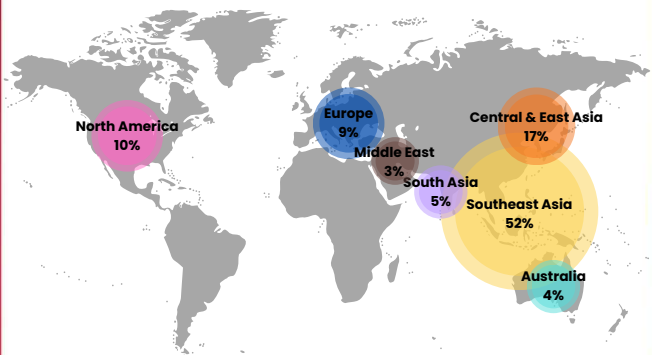 North America
10%
Europe
9%
Middle East
3%
South Asia
5%
Central & East Asia
17%
Southeast Asia
52%
Australia
4%